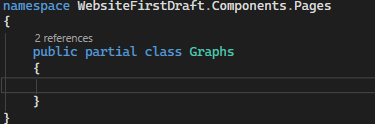 namespace WebsiteFirstDraft.Components.Pages
{
2 references
public partial class Graphs
{
}
}